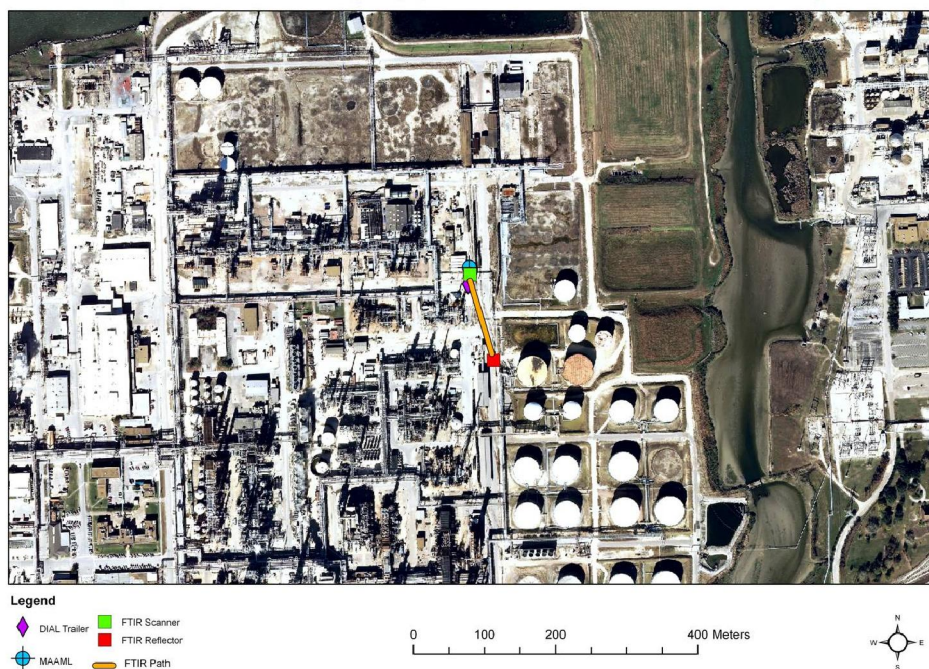 Legend
DIAL Trailer
FTIR Scanner
FTIR Reflector
MAAML
FTIR Path
0 100 200 400 Meters
N
W E
S